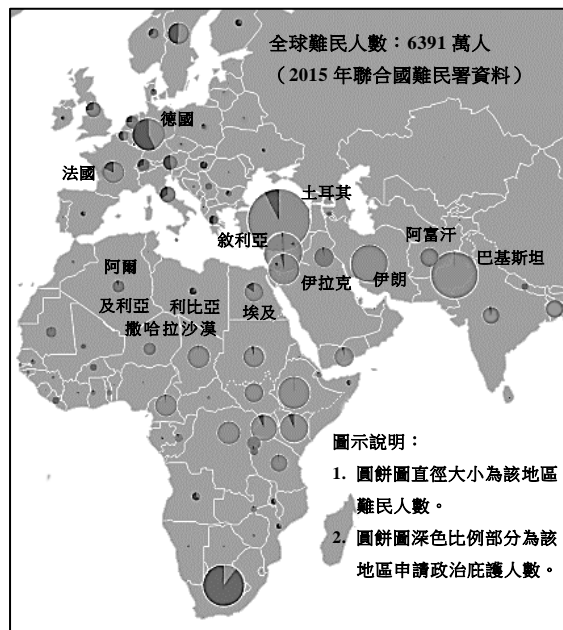 全球難民人數：6391 萬人
（2015 年聯合國難民署資料）
德國
法國
土耳其
敘利亞
阿富汗
巴基斯坦
伊拉克
伊朗
阿爾
及利亞
利比亞
埃及
撒哈拉沙漠
圖示說明：
1. 圓餅圖直徑大小為該地區
難民人數。
2. 圓餅圖深色比例部分為該
地區申請政治庇護人數。